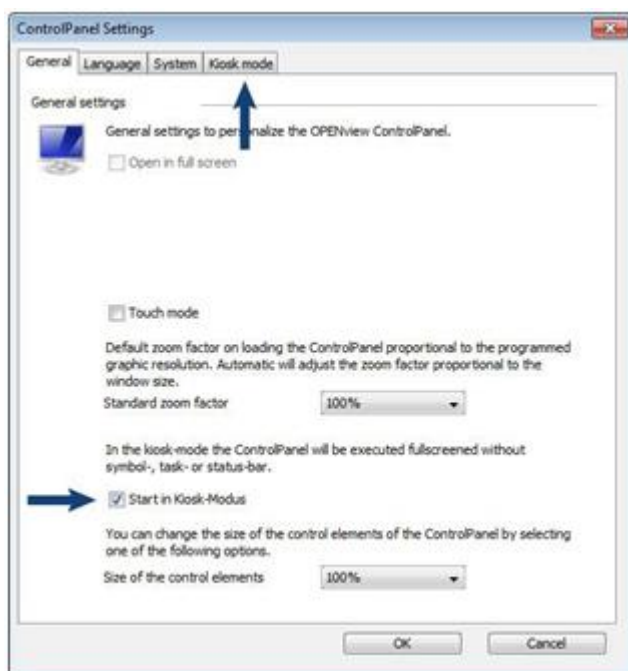 ControlPanel Settings
General Language System Kiosk mode
General settings
General settings to personalize the OPENview ControlPanel.
Open in full screen
Touch mode
Default zoom factor on loading the ControlPanel proportional to the programmed
graphic resolution. Automatic will adjust the zoom factor proportional to the
window size.
Standard zoom factor 100%
In the kiosk-mode the ControlPanel will be executed fullscreened without
symbol-, task- or status-bar.
Start in Kiosk-Modus
You can change the size of the control elements of the ControlPanel by selecting
one of the following options.
Size of the control elements 100%
OK Cancel